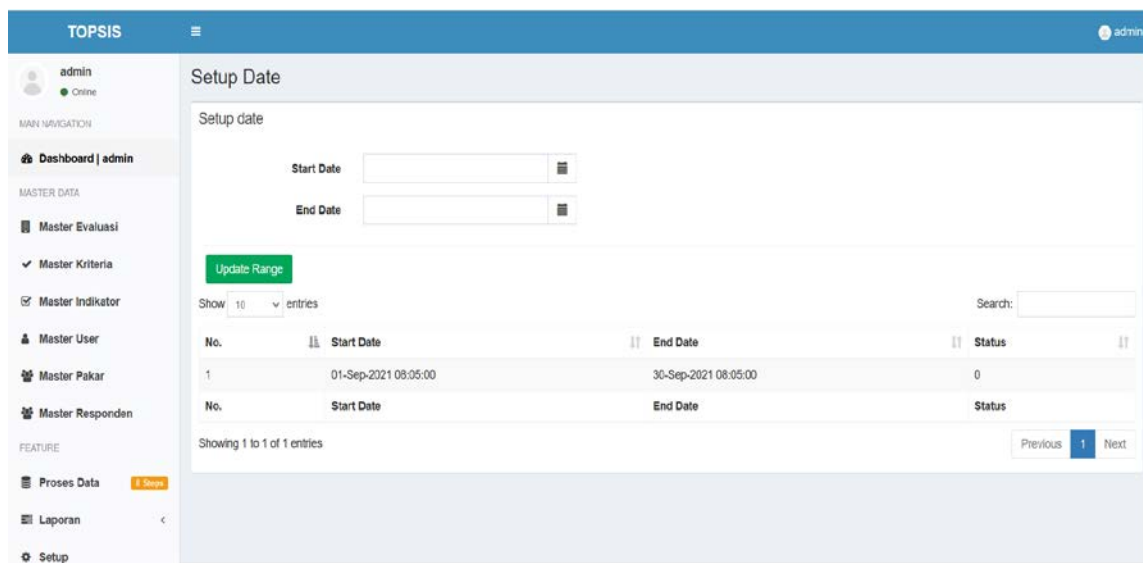 TOPSIS
admin
admin
Online
MAIN NAVIGATION
Dashboard | admin
MASTER DATA
Master Evaluasi
Master Kriteria
Master Indikator
Master User
Master Pakar
Master Responden
FEATURE
Proses Data
Steps
Laporan
Setup
Setup Date
Setup date
Start Date
End Date
Update Range
Show 10 entries
Search:
No. Start Date End Date Status
1 01-Sep-2021 08:05:00 30-Sep-2021 08:05:00 0
No. Start Date End Date Status
Showing 1 to 1 of 1 entries
Previous 1 Next